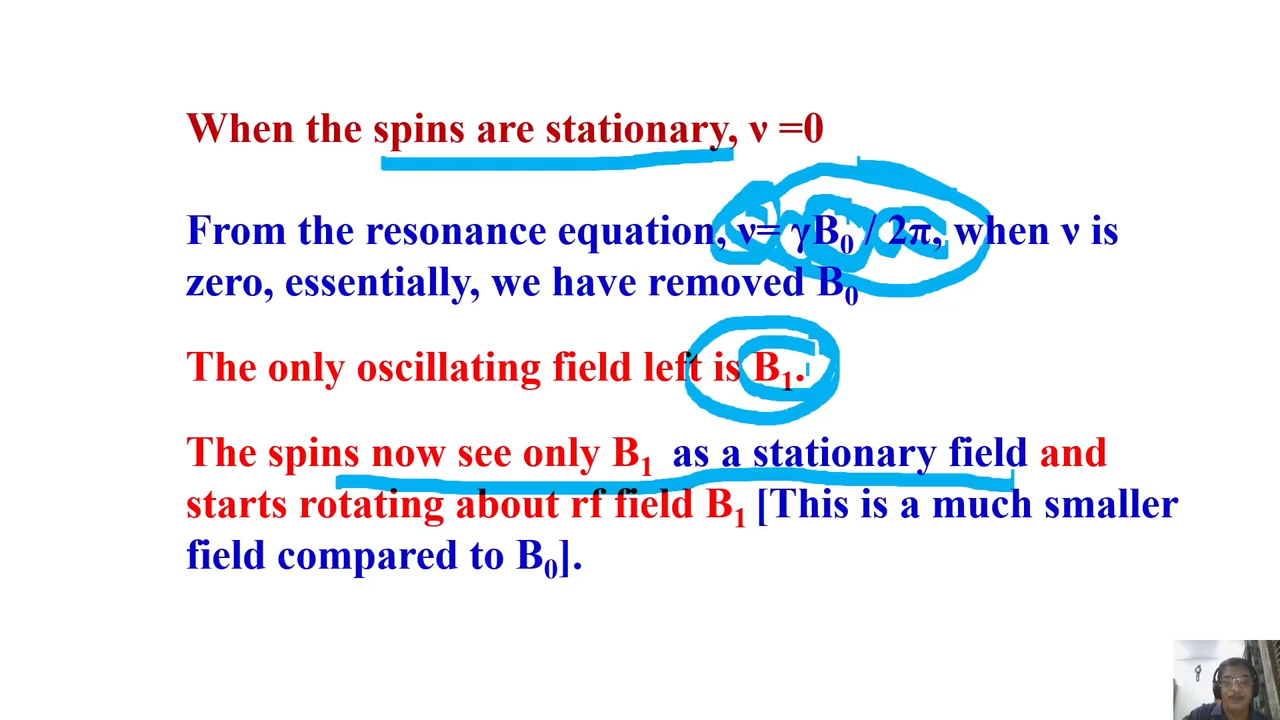 When the spins are stationary, ν =0
From the resonance equation, ν= γB₀ / 2π, when ν is
zero, essentially, we have removed B₀
The only oscillating field left is B₁.
The spins now see only B₁ as a stationary field and
starts rotating about rf field B₁ [This is a much smaller
field compared to B₀].